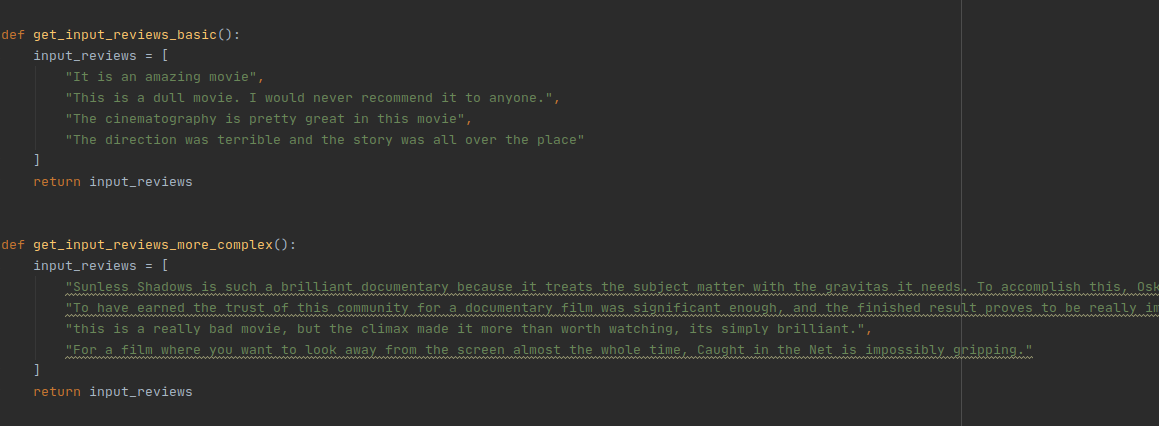 def get_input_reviews_basic():
    input_reviews = [
        "It is an amazing movie",
        "This is a dull movie. I would never recommend it to anyone.",
        "The cinematography is pretty great in this movie",
        "The direction was terrible and the story was all over the place"
    ]
    return input_reviews
def get_input_reviews_more_complex():
    input_reviews = [
        "Sunless Shadows is such a brilliant documentary because it treats the subject matter with the gravitas it needs. To accomplish this, Osk
        "To have earned the trust of this community for a documentary film was significant enough, and the finished result proves to be really im
        "this is a really bad movie, but the climax made it more than worth watching, its simply brilliant.",
        "For a film where you want to look away from the screen almost the whole time, Caught in the Net is impossibly gripping."
    ]
    return input_reviews